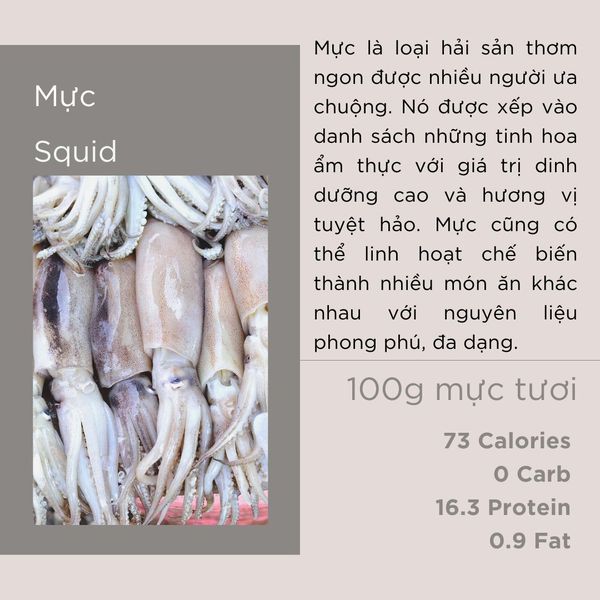 Mực
Squid
Mực là loại hải sản thơm
ngon được nhiều người ưa
chuộng. Nó được xếp vào
danh sách những tinh hoa
ẩm thực với giá trị dinh
dưỡng cao và hương vị
tuyệt hảo. Mực cũng có
thể linh hoạt chế biến
thành nhiều món ăn khác
nhau với nguyên liệu
phong phú, đa dạng.
100g mực tươi
73 Calories
0 Carb
16.3 Protein
0.9 Fat